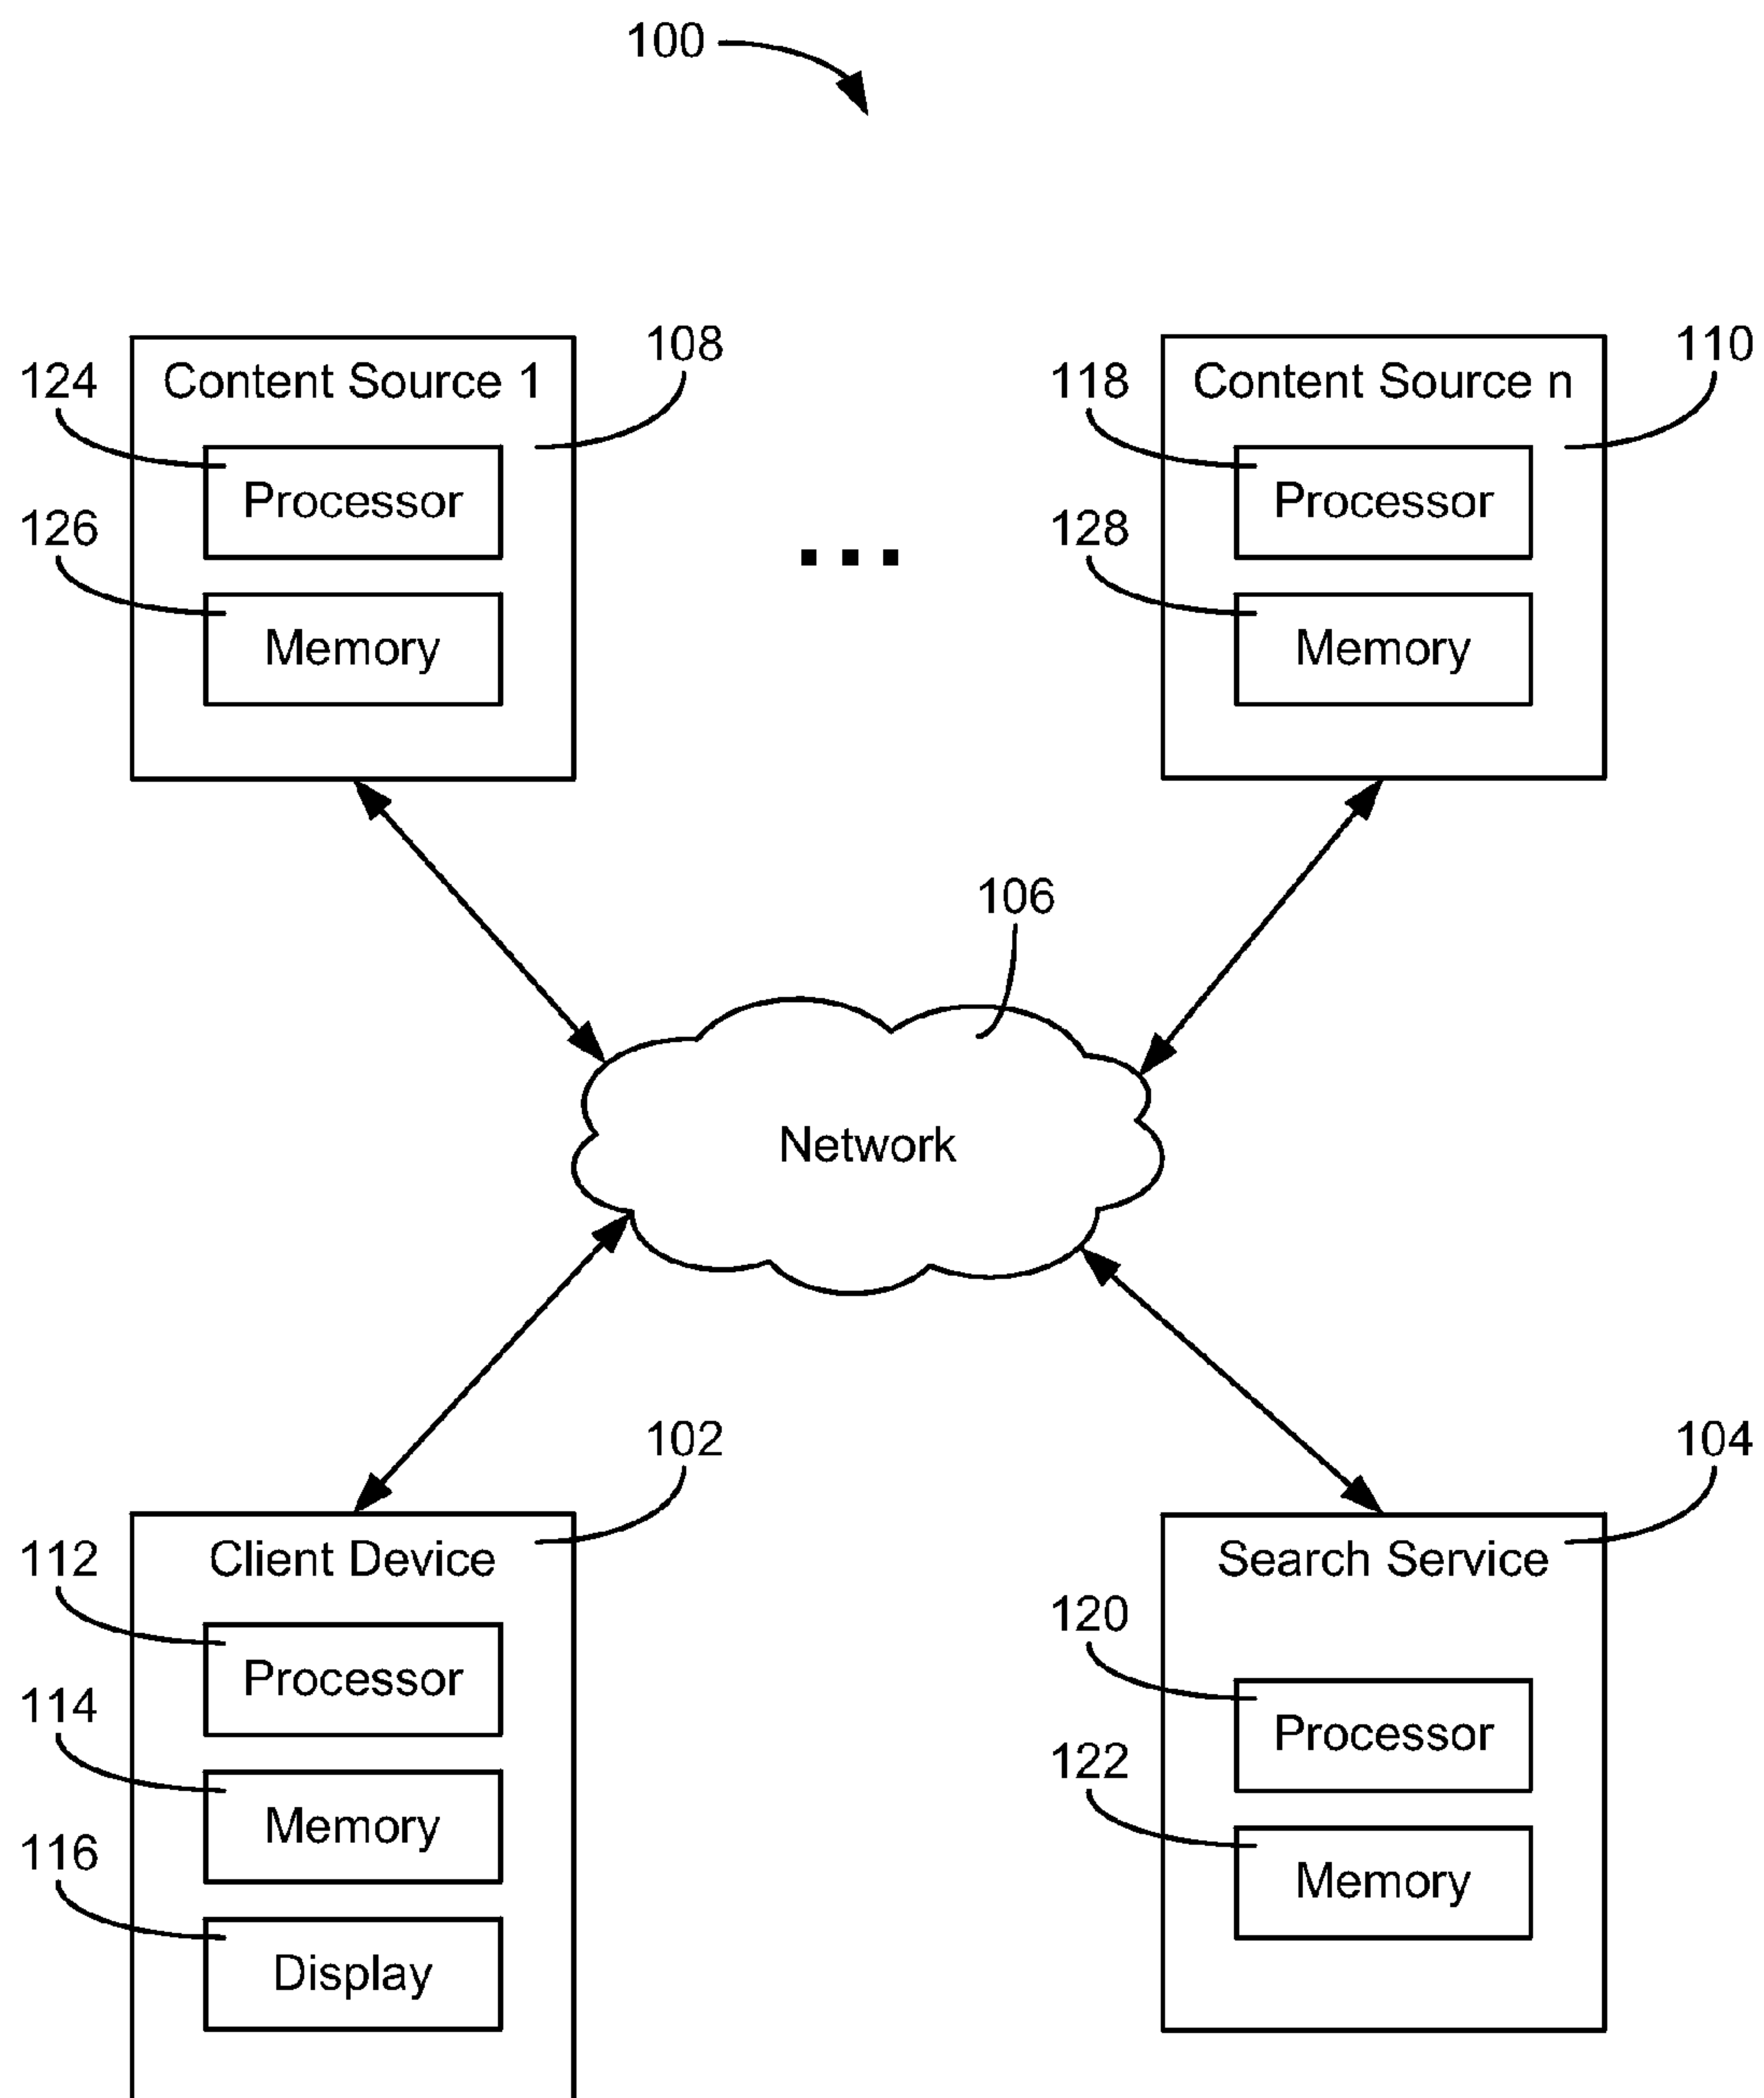 100
108
110
124
Content Source 1
118
Content Source n
Processor
Processor
126
128
...
Memory
Memory
106
Network
102
104
112
Client Device
Search Service
120
Processor
114
Processor
122
Memory
116
Memory
Display